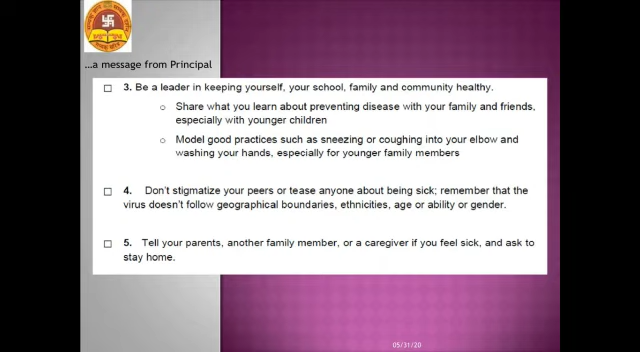 ...a message from Principal
3. Be a leader in keeping yourself, your school, family and community healthy.
Share what you learn about preventing disease with your family and friends,
especially with younger children
Model good practices such as sneezing or coughing into your elbow and
washing your hands, especially for younger family members
4. Don't stigmatize your peers or tease anyone about being sick; remember that the
virus doesn't follow geographical boundaries, ethnicities, age or ability or gender.
5. Tell your parents, another family member, or a caregiver if you feel sick, and ask to
stay home.
05/31/20